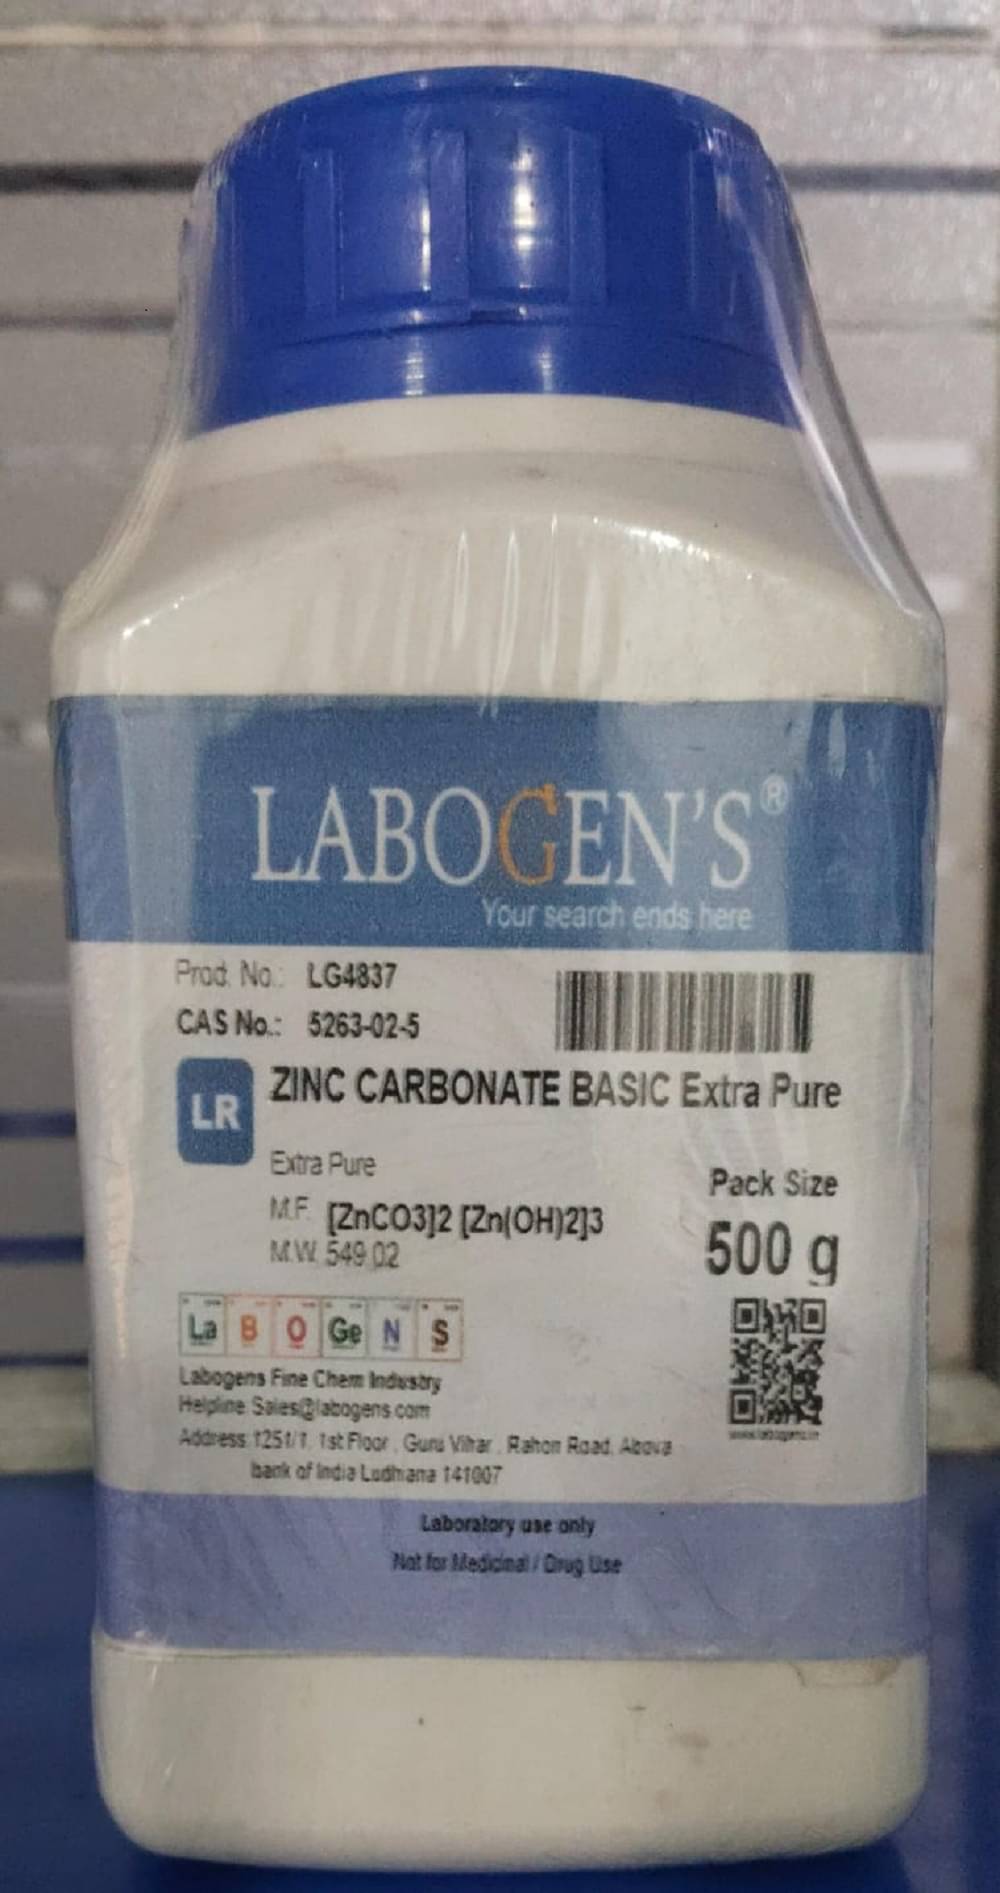 LABOGEN'S®
Your search ends here
Prod. No.: LG4837
CAS No.: 5263-02-5
LR
ZINC CARBONATE BASIC Extra Pure
Extra Pure
M.F. [ZnCO3]2 [Zn(OH)2]3
M.W. 549.02
Pack Size
500 g
La B O Ge N S
Labogens Fine Chem Industry
Helpline Sales@labogens.com
Address 1251/1, 1st Floor, Guru Vihar, Rahon Road, Above
bank of India Ludhiana 141007
www.labogens.in
Laboratory use only
Not for Medicinal / Drug Use